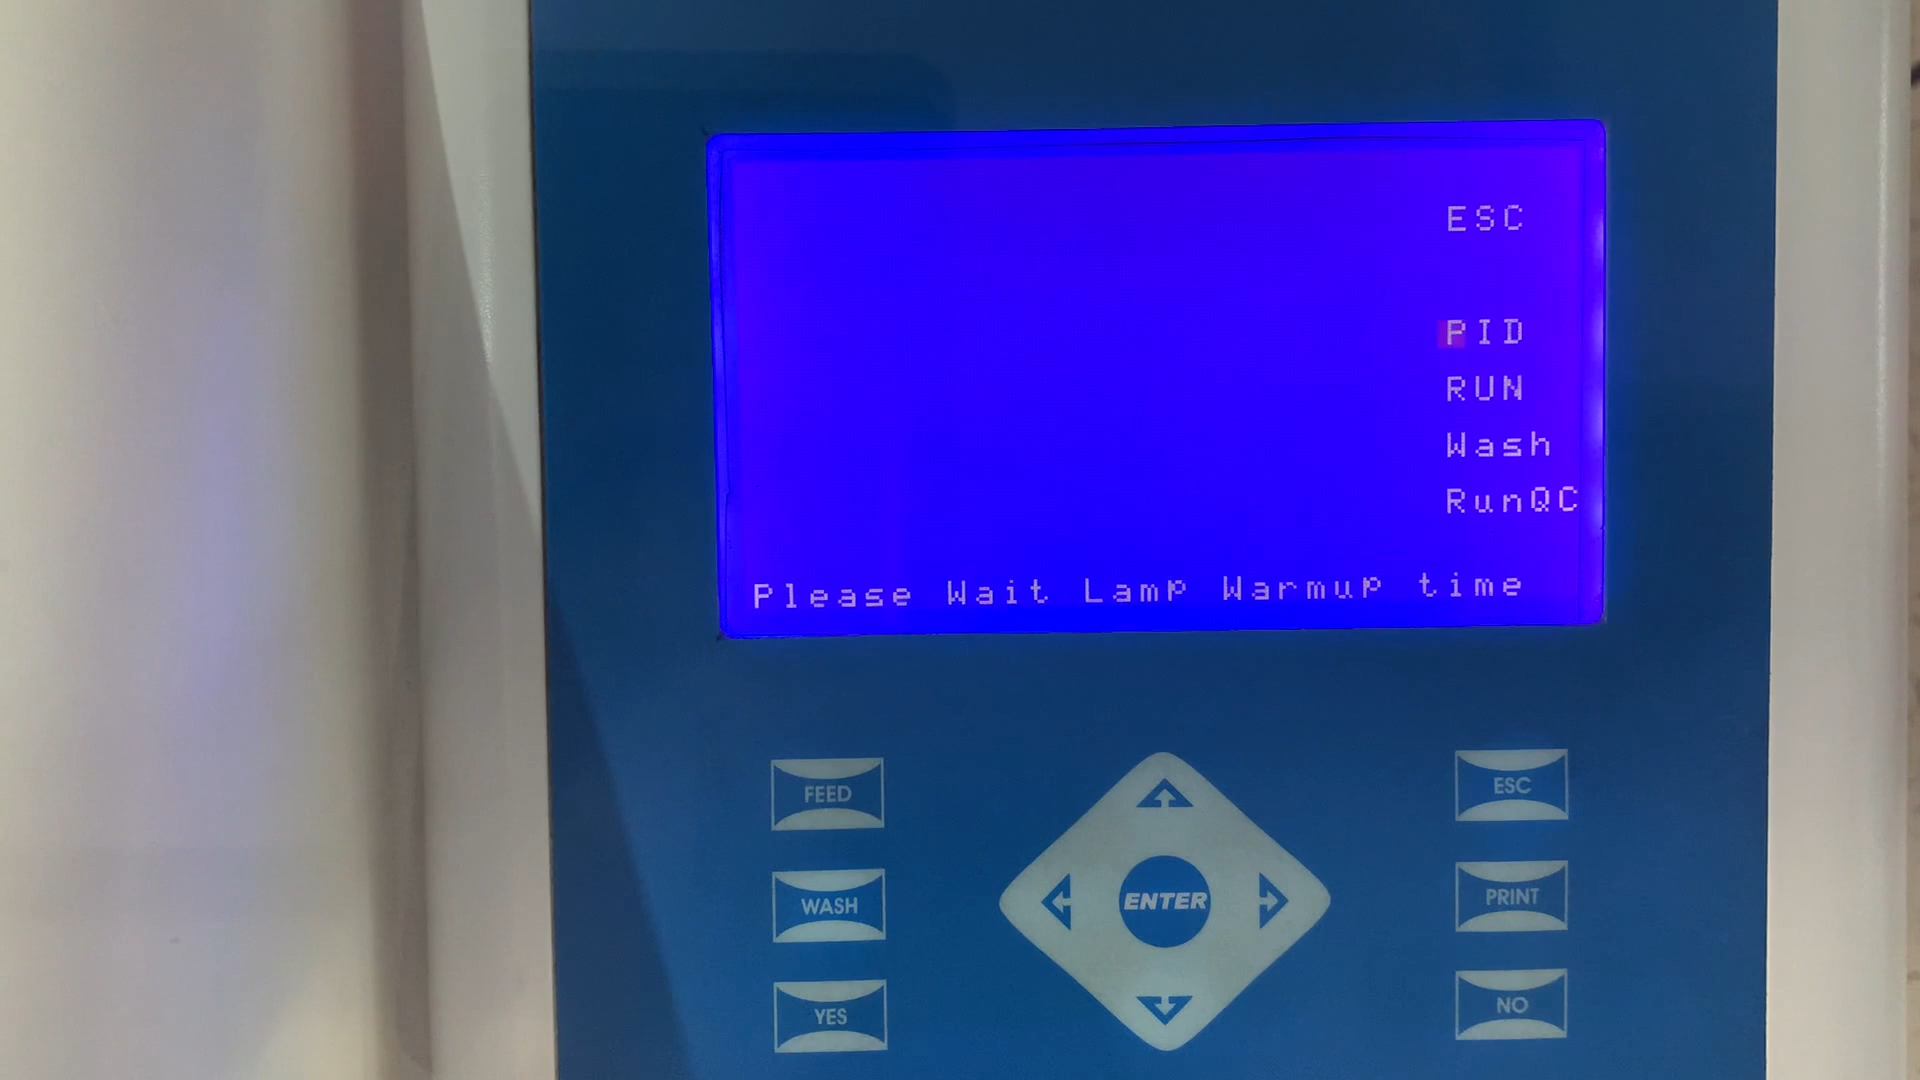 ESC
PID
RUN
Wash
RunQC
Please Wait Lamp Warmup time
FEED
ESC
WASH
ENTER
PRINT
YES
NO